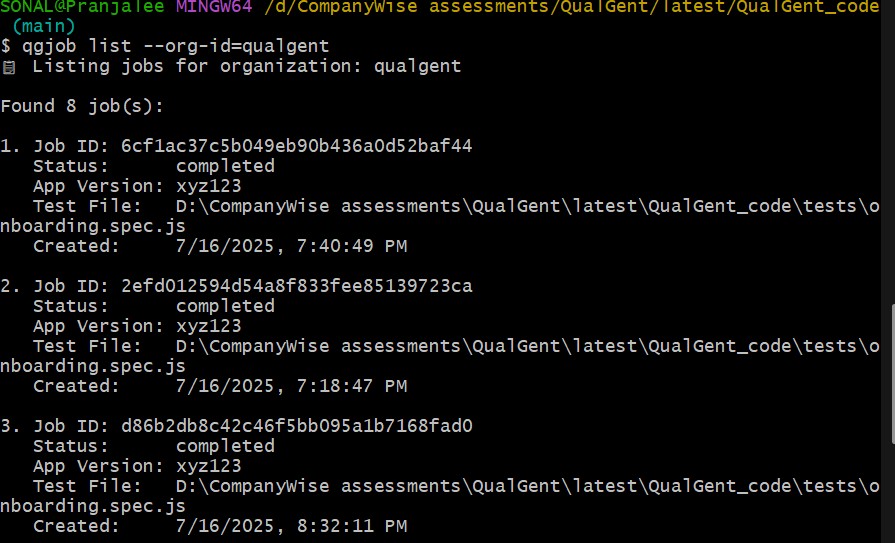 SONAL@Pranjalee MINGW64 /d/CompanyWise assessments/QualGent/latest/QualGent_code
(main)
$ qgjob list --org-id=qualgent
Listing jobs for organization: qualgent
Found 8 job(s):
1. Job ID: 6cf1ac37c5b049eb90b436a0d52baf44
Status: completed
App Version: xyz123
Test File: D:\CompanyWise assessments\QualGent\latest\QualGent_code\tests\o
nboarding.spec.js
Created: 7/16/2025, 7:40:49 PM
2. Job ID: 2efd012594d54a8f833fee85139723ca
Status: completed
App Version: xyz123
Test File: D:\CompanyWise assessments\QualGent\latest\QualGent_code\tests\o
nboarding.spec.js
Created: 7/16/2025, 7:18:47 PM
3. Job ID: d86b2db8c42c46f5bb095a1b7168fad0
Status: completed
App Version: xyz123
Test File: D:\CompanyWise assessments\QualGent\latest\QualGent_code\tests\o
nboarding.spec.js
Created: 7/16/2025, 8:32:11 PM